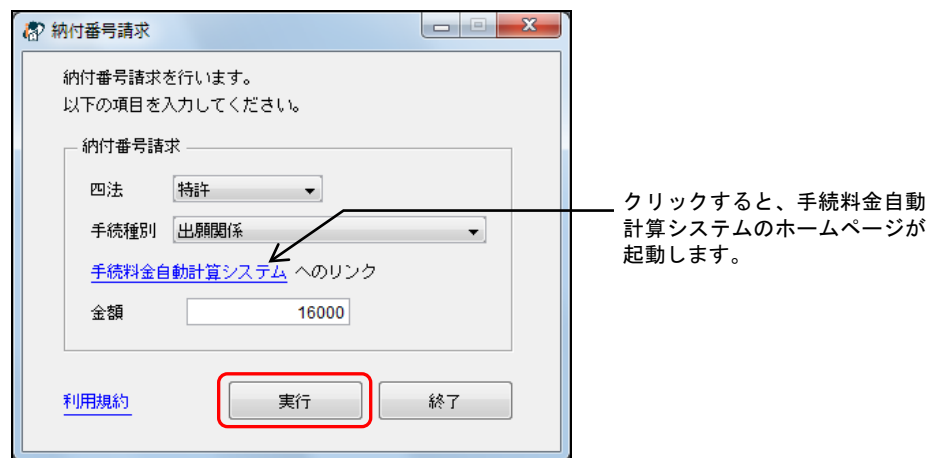 納付番号請求
納付番号請求を行います。
以下の項目を入力してください。
納付番号請求
四法 特許
手続種別 出願関係
手続料金自動計算システム へのリンク
金額 16000
利用規約 実行 終了
クリックすると、手続料金自動
計算システムのホームページが
起動します。